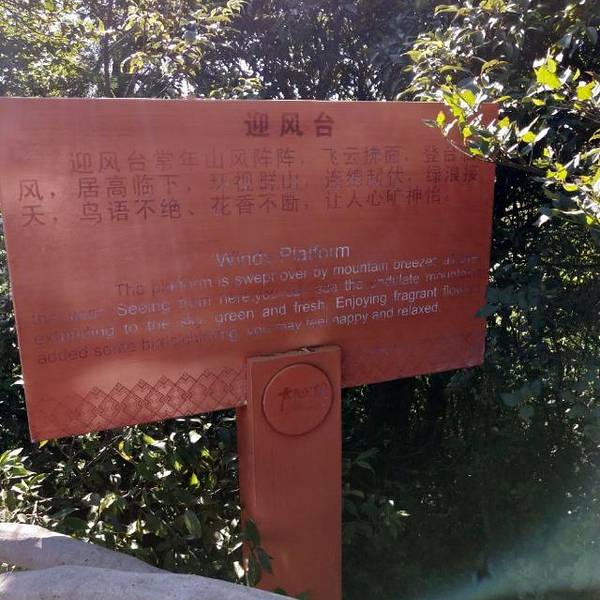 迎风台
迎风台常年山风阵阵，飞云拂面，登台临
风，居高临下，环视群山，连绵起伏，绿浪接
天，鸟语不绝、花香不断，让人心旷神怡。
Winds Platform
The platform is swept over by mountain breezes all over
the year. Seeing from here,you can see the undulate mountains
extending to the sky, green and fresh. Enjoying fragrant flowers
added some birds chirping, you may feel happy and relaxed.